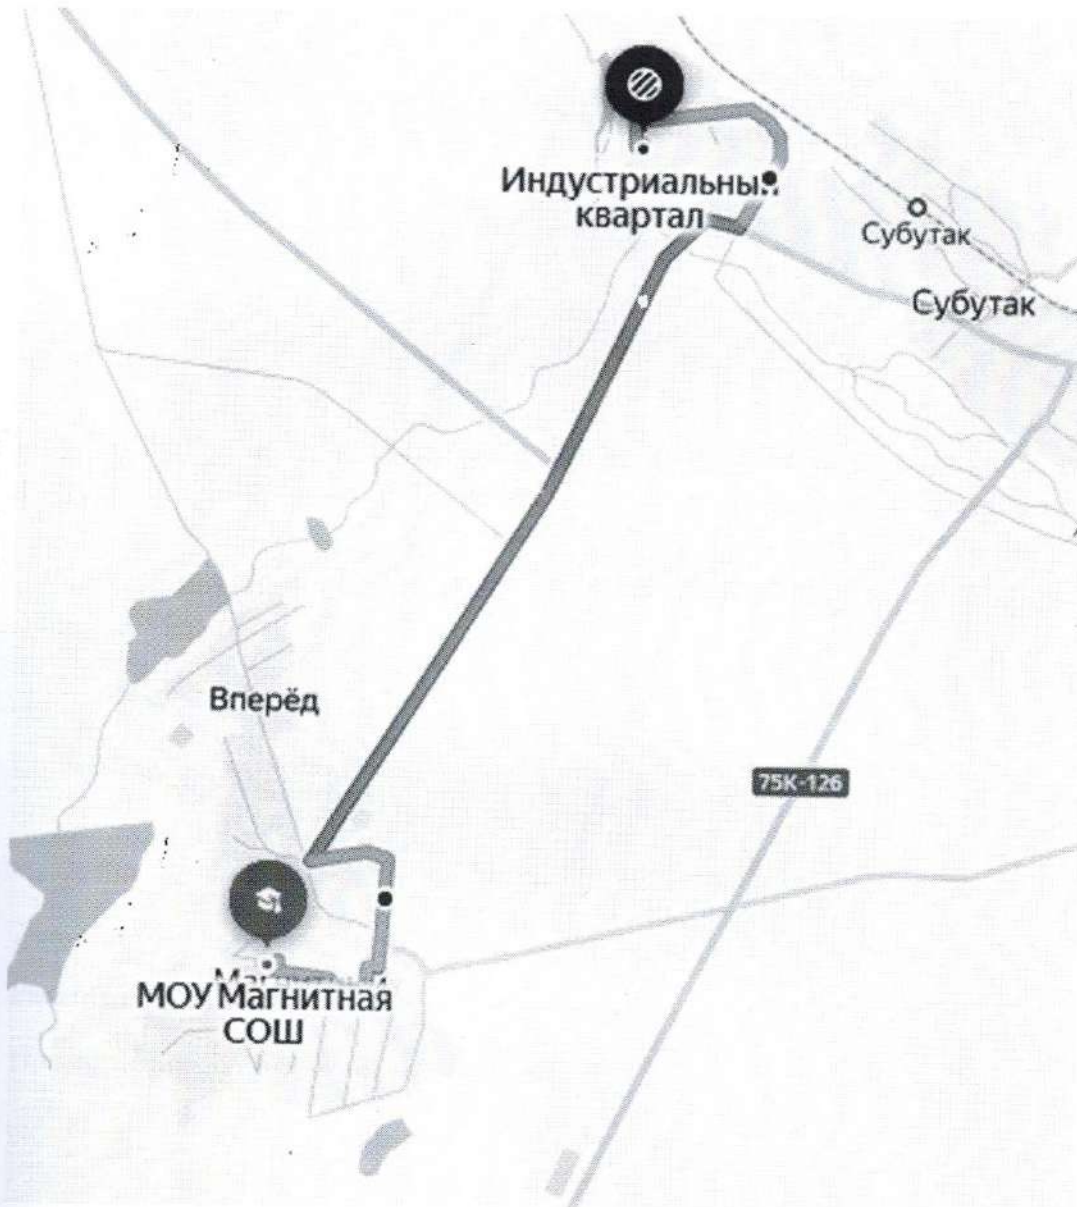 Индустриальный
квартал
Субутак
Субутак
Вперёд
75К-126
МОУ Магнитная
СОШ